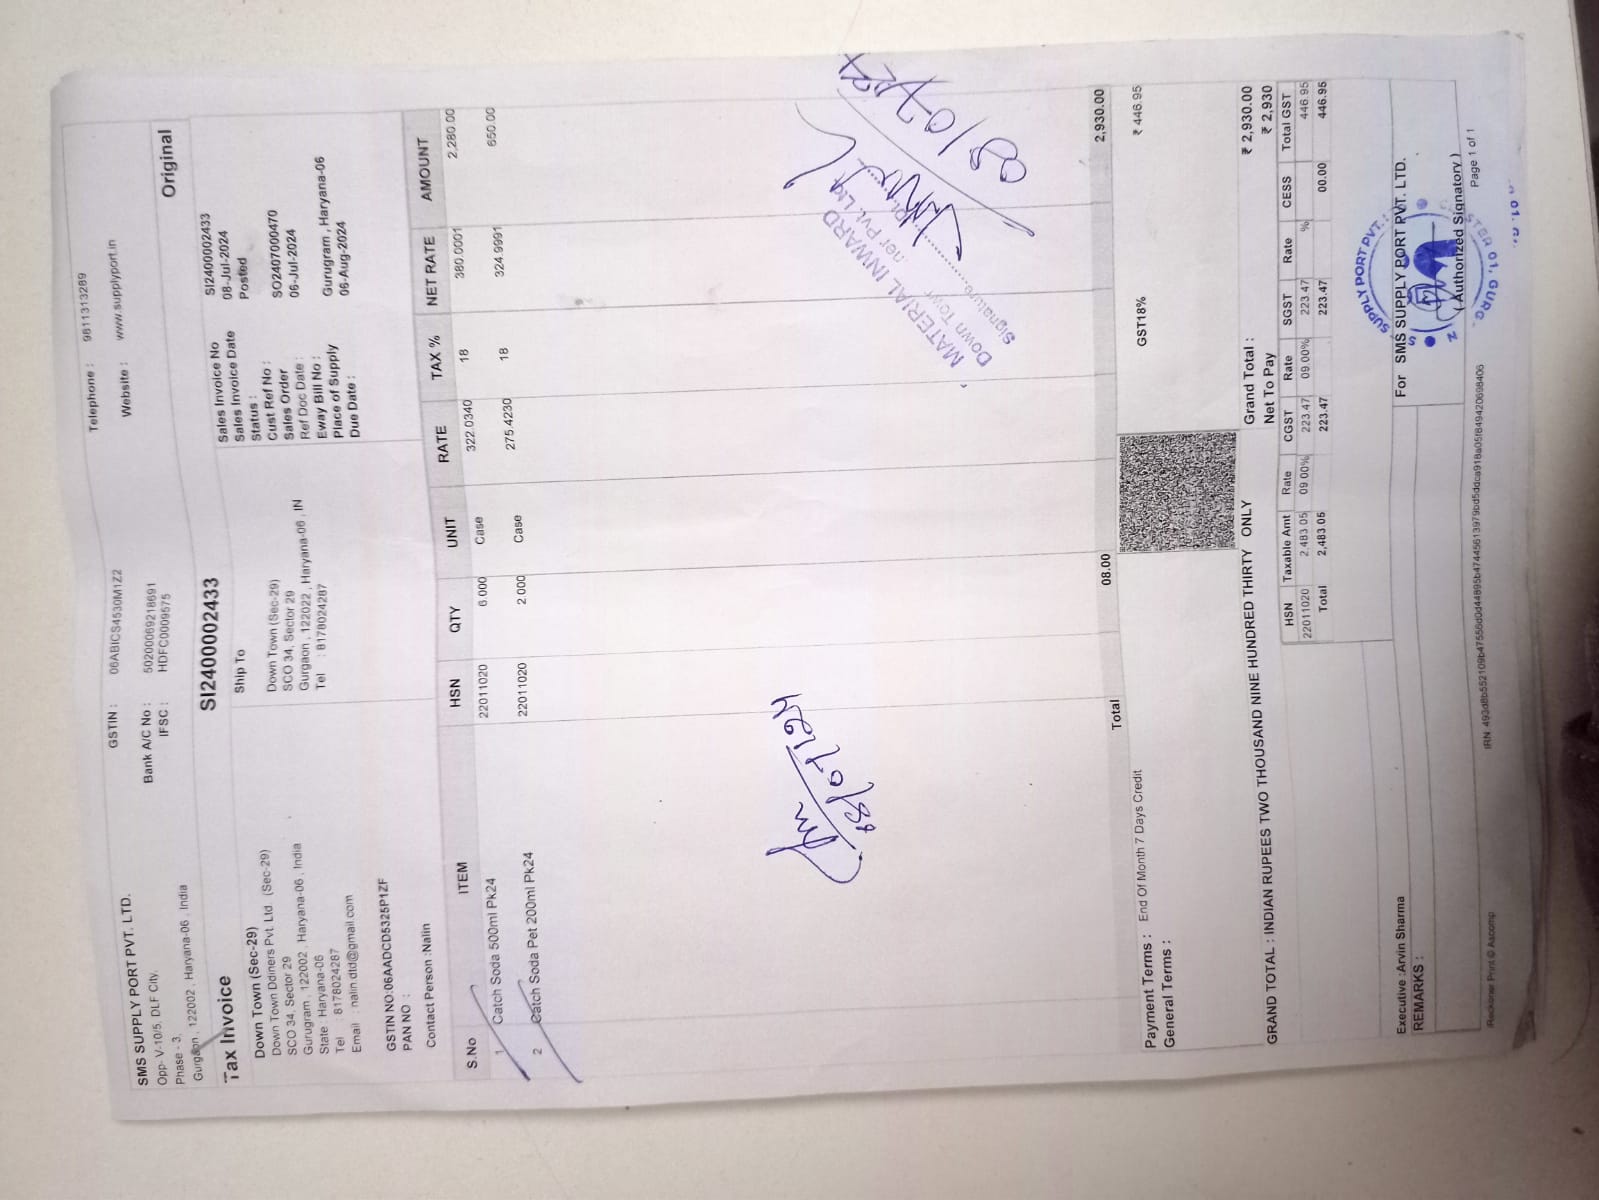 Telephone : 9811313289
GSTIN : 06ABICS4530M1Z2
Website : www.supplyport.in
SMS SUPPLY PORT PVT. LTD.
Bank A/C No : 50200069218691
Opp- V-10/5, DLF City,
IFSC : HDFC0009575
Phase - 3,
Original
Gurgaon , 122002 , Haryana-06 , India
Tax Invoice
SI2400002433
Sales Invoice No SI2400002433
Sales Invoice Date 08-Jul-2024
Status : Posted
Cust Ref No :
Sales Order SO2407000470
Ref Doc Date : 06-Jul-2024
Eway Bill No :
Place of Supply Gurugram , Haryana-06
Due Date : 06-Aug-2024
Down Town (Sec-29)
Down Town Diners Pvt. Ltd (Sec-29)
SCO 34, Sector 29
Gurugram , 122002 , Haryana-06 , India
State : Haryana-06
Tel : 8178024287
Email : nalin dtd@gmail.com
GSTIN NO:06AADCD5325P1ZF
PAN NO :
Contact Person :Nalin
Ship To
Down Town (Sec-29)
SCO 34, Sector 29
Gurgaon , 122022 , Haryana-06 , IN
Tel : 8178024287
S.No ITEM HSN QTY UNIT RATE TAX % NET RATE AMOUNT
1 Catch Soda 500ml Pk24 22011020 6.000 Case 322.0340 18 380.0001 2,280.00
2 Catch Soda Pet 200ml Pk24 22011020 2.000 Case 275.4230 18 324.9991 650.00
08/07/24
MATERIAL INWARD
Down Town
ner Pvt. Ltd
Signature
08/07/24
Total 08.00 2,930.00
Payment Terms : End Of Month 7 Days Credit
GST18% ₹ 446.95
General Terms :
Grand Total : ₹ 2,930.00
GRAND TOTAL : INDIAN RUPEES TWO THOUSAND NINE HUNDRED THIRTY ONLY
Net To Pay ₹ 2,930
HSN Taxable Amt Rate CGST Rate SGST Rate CESS Total GST
22011020 2,483.05 09.00% 223.47 09.00% 223.47 % 446.95
Total 2,483.05 223.47 223.47 00.00 446.95
SUPPLY PORT PVT.
Executive :Arvin Sharma
For SMS SUPPLY PORT PVT. LTD.
REMARKS :
(Authorized Signatory)
Page 1 of 1
Reckoner Print © Ascomp